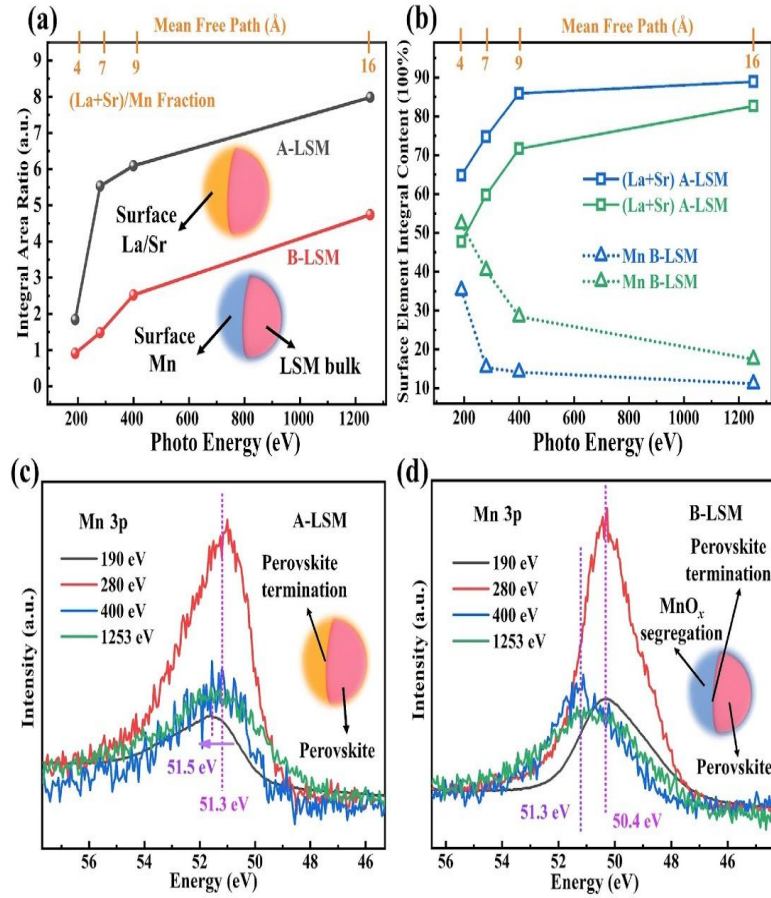 (a)
Mean Free Path (Å)
4 7 9 16
(La+Sr)/Mn Fraction
A-LSM
Surface
La/Sr
B-LSM
Surface
Mn
LSM bulk
Integral Area Ratio (a.u.)
9
8
7
6
5
4
3
2
1
0
200 400 600 800 1000 1200
Photo Energy (eV)
(b)
Mean Free Path (Å)
4 7 9 16
(La+Sr) A-LSM
(La+Sr) A-LSM
Mn B-LSM
Mn B-LSM
Surface Element Integral Content (100%)
90
80
70
60
50
40
30
20
10
200 400 600 800 1000 1200
Photo Energy (eV)
(c)
Mn 3p
A-LSM
190 eV
280 eV
400 eV
1253 eV
Perovskite
termination
Perovskite
51.5 eV
51.3 eV
Intensity (a.u.)
56 54 52 50 48 46
Energy (eV)
(d)
Mn 3p
B-LSM
190 eV
280 eV
400 eV
1253 eV
Perovskite
termination
MnOₓ
segregation
Perovskite
51.3 eV
50.4 eV
Intensity (a.u.)
56 54 52 50 48 46
Energy (eV)